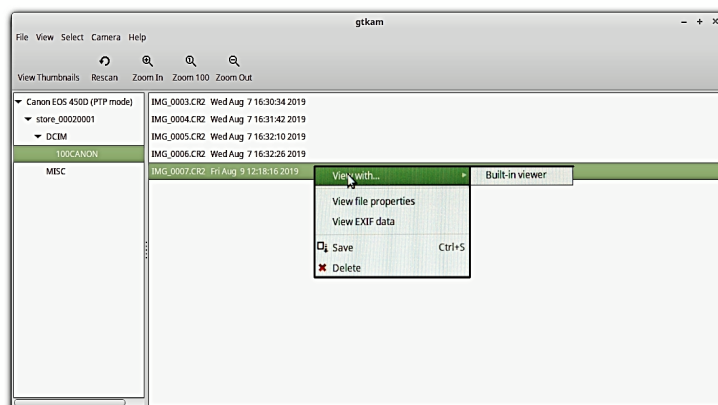 gtkam
File View Select Camera Help
View Thumbnails Rescan Zoom In Zoom 100 Zoom Out
Canon EOS 450D (PTP mode)
store_00020001
DCIM
100CANON
MISC
IMG_0003.CR2 Wed Aug 7 16:30:34 2019
IMG_0004.CR2 Wed Aug 7 16:31:42 2019
IMG_0005.CR2 Wed Aug 7 16:32:10 2019
IMG_0006.CR2 Wed Aug 7 16:32:26 2019
IMG_0007.CR2 Fri Aug 9 12:18:16 2019
View with...
Built-in viewer
View file properties
View EXIF data
Save Ctrl+S
Delete